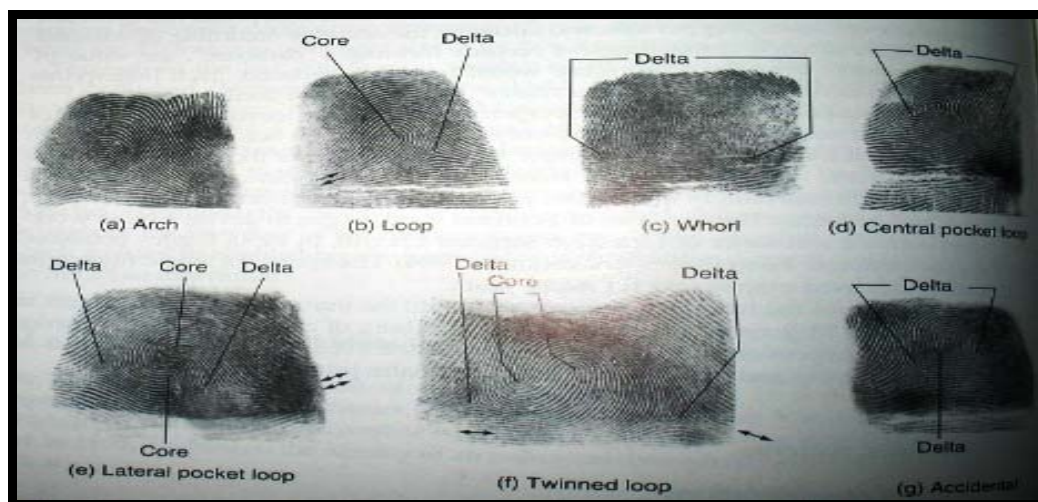 Core Delta
Delta
Delta
(a) Arch
(b) Loop
(c) Whorl
(d) Central pocket loop
Delta Core Delta
Core
(e) Lateral pocket loop
Delta
Core
Delta
(f) Twinned loop
Delta
Delta
(g) Accidental